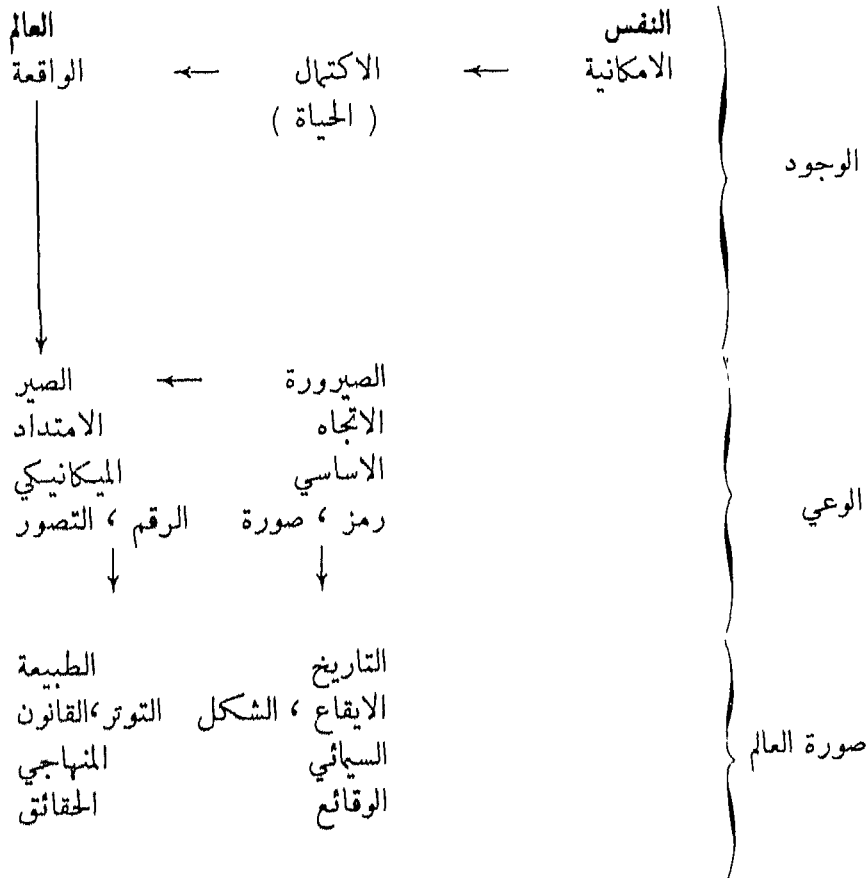 النفس العالم
الامكانية ← الاكتمال ← الواقعة
( الحياة )
الوجود
الصيرورة ← الصير
الاتجاه الامتداد
الاساسي الميكانيكي
الوعي
رمز ، صورة الرقم ، التصور
التاريخ الطبيعة
الايقاع ، الشكل التوتر،القانون
صورة العالم
السيمائي المنهاجي
الوقائع الحقائق